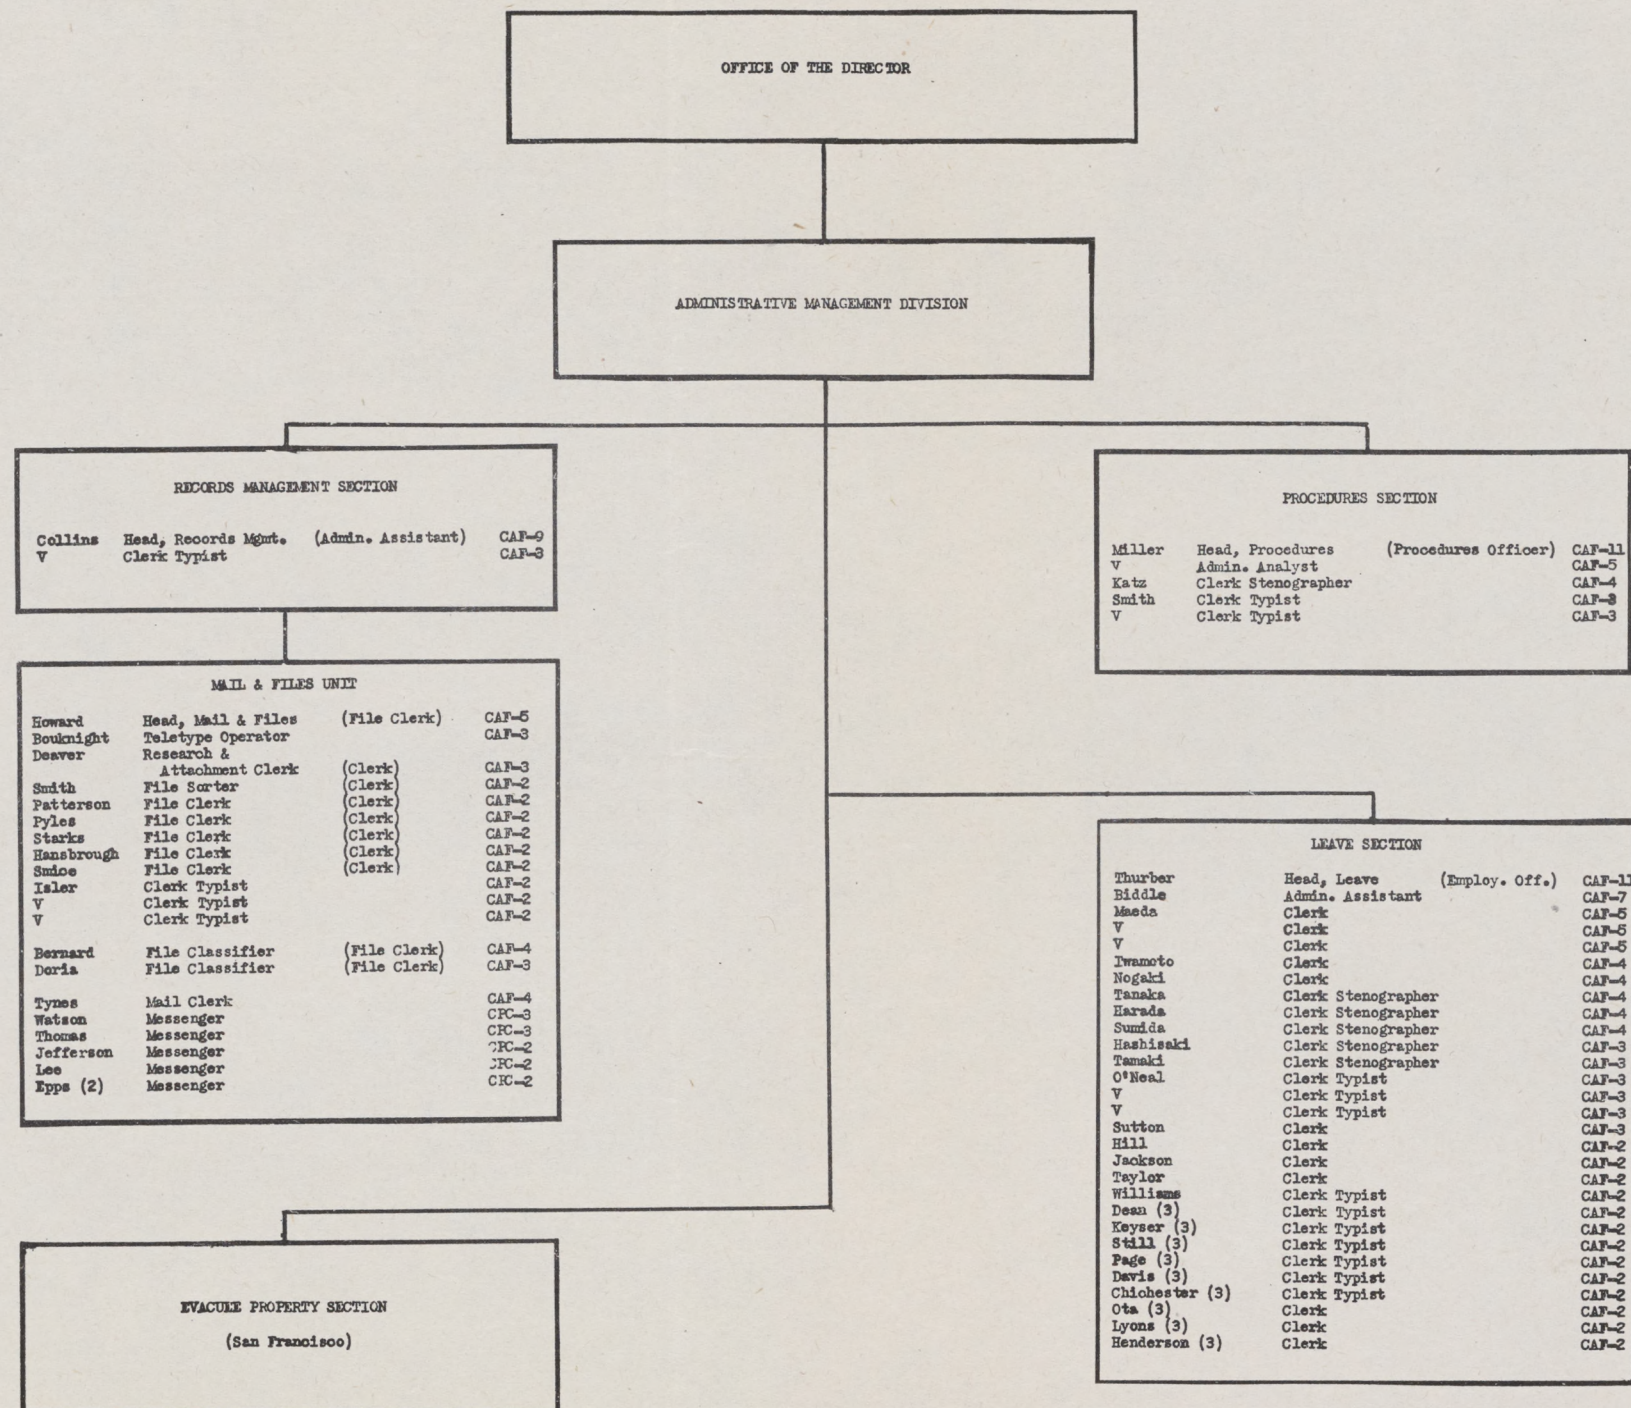 OFFICE OF THE DIRECTOR
ADMINISTRATIVE MANAGEMENT DIVISION
RECORDS MANAGEMENT SECTION
Collins Head, Records Mgmt. (Admin. Assistant) CAF-9
V Clerk Typist CAF-3
PROCEDURES SECTION
Miller Head, Procedures (Procedures Officer) CAF-11
V Admin. Analyst CAF-5
Katz Clerk Stenographer CAF-4
Smith Clerk Typist CAF-3
V Clerk Typist CAF-3
MAIL & FILES UNIT
Howard Head, Mail & Files (File Clerk) CAF-5
Bouknight Teletype Operator CAF-3
Deaver Research &
Attachment Clerk (Clerk) CAF-3
Smith File Sorter (Clerk) CAF-2
Patterson File Clerk (Clerk) CAF-2
Pyles File Clerk (Clerk) CAF-2
Starks File Clerk (Clerk) CAF-2
Hansbrough File Clerk (Clerk) CAF-2
Smice File Clerk (Clerk) CAF-2
Isler Clerk Typist CAF-2
V Clerk Typist CAF-2
V Clerk Typist CAF-2
Bernard File Classifier (File Clerk) CAF-4
Doria File Classifier (File Clerk) CAF-3
Tynes Mail Clerk CAF-4
Watson Messenger CPC-3
Thomas Messenger CPC-3
Jefferson Messenger CPC-2
Lee Messenger CPC-2
Epps (2) Messenger CPC-2
LEAVE SECTION
Thurber Head, Leave (Employ. Off.) CAF-11
Biddle Admin. Assistant CAF-7
Maeda Clerk CAF-5
V Clerk CAF-5
V Clerk CAF-5
Iwamoto Clerk CAF-4
Nogaki Clerk CAF-4
Tanaka Clerk Stenographer CAF-4
Harada Clerk Stenographer CAF-4
Sumida Clerk Stenographer CAF-4
Hashisaki Clerk Stenographer CAF-3
Tamaki Clerk Stenographer CAF-3
O'Neal Clerk Typist CAF-3
V Clerk Typist CAF-3
V Clerk Typist CAF-3
Sutton Clerk CAF-3
Hill Clerk CAF-2
Jackson Clerk CAF-2
Taylor Clerk CAF-2
Williams Clerk Typist CAF-2
Dean (3) Clerk Typist CAF-2
Keyser (3) Clerk Typist CAF-2
Still (3) Clerk Typist CAF-2
Page (3) Clerk Typist CAF-2
Davis (3) Clerk Typist CAF-2
Chichester (3) Clerk Typist CAF-2
Ota (3) Clerk CAF-2
Lyons (3) Clerk CAF-2
Henderson (3) Clerk CAF-2
EVACUEE PROPERTY SECTION
(San Francisco)